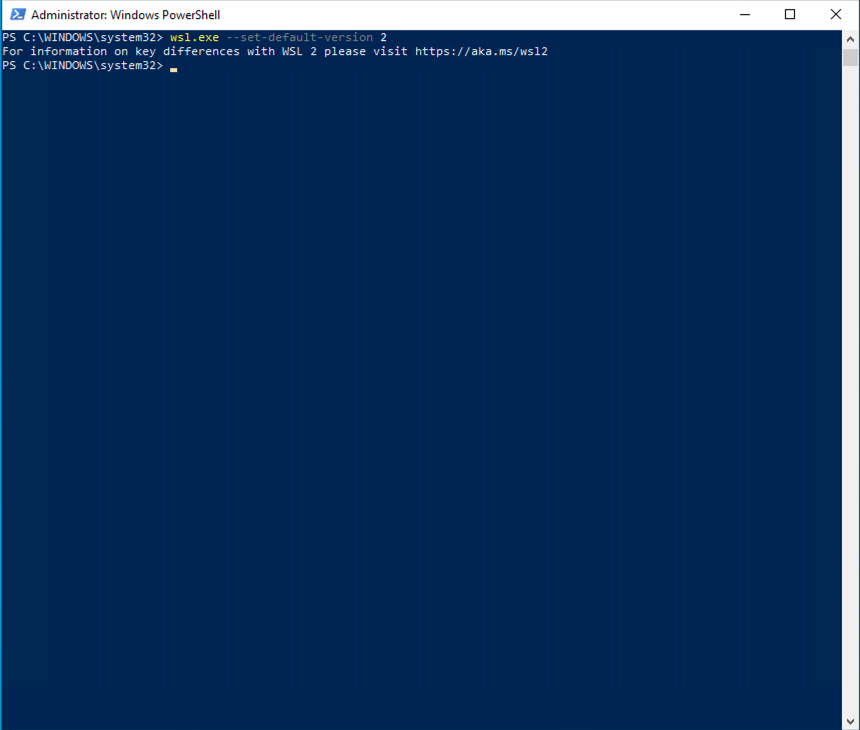 Administrator: Windows PowerShell
PS C:\WINDOWS\system32> wsl.exe --set-default-version 2
For information on key differences with WSL 2 please visit https://aka.ms/wsl2
PS C:\WINDOWS\system32>